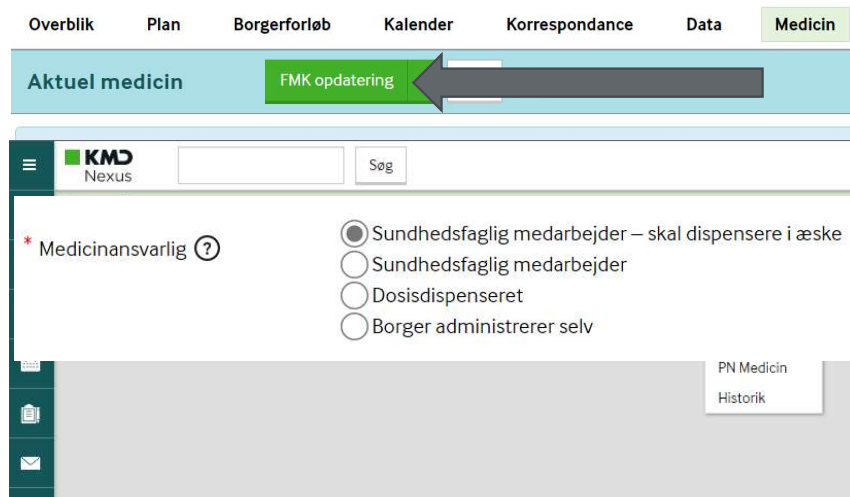 Overblik Plan Borgerforløb Kalender Korrespondance Data Medicin
Aktuel medicin FMK opdatering
KMD
Nexus
Søg
* Medicinansvarlig ?
Sundhedsfaglig medarbejder – skal dispensere i æske
Sundhedsfaglig medarbejder
Dosisdispenseret
Borger administrerer selv
PN Medicin
Historik